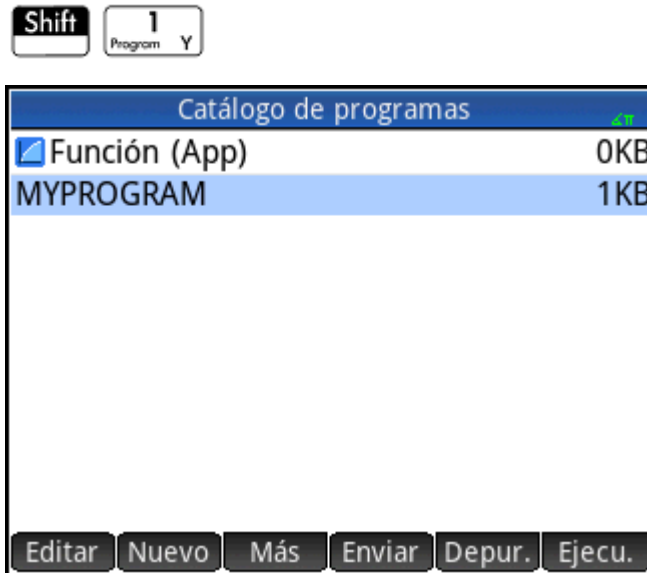 Shift
1
Program Y
Catálogo de programas
∠π
Función (App) 0KB
MYPROGRAM 1KB
Editar Nuevo Más Enviar Depur. Ejecu.